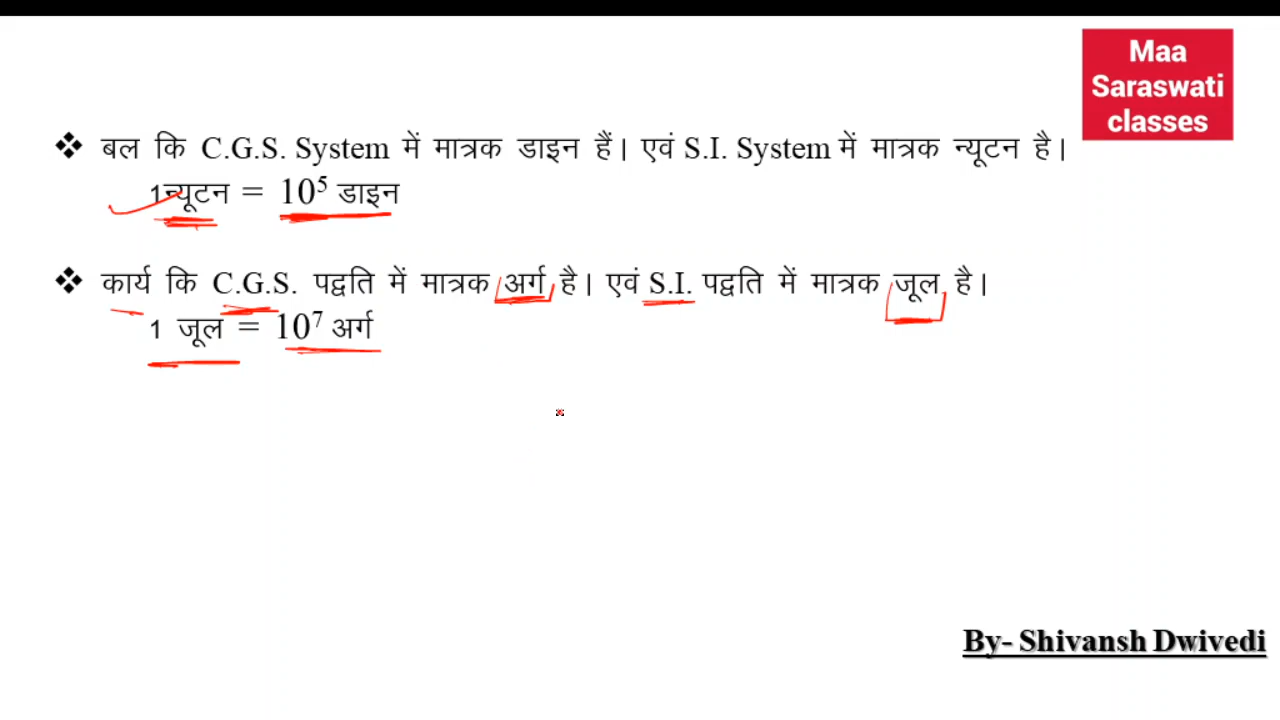 Maa
Saraswati
classes
❖ बल कि C.G.S. System में मात्रक डाइन हैं। एवं S.I. System में मात्रक न्यूटन है।
1न्यूटन = 10⁵ डाइन
❖ कार्य कि C.G.S. पद्वति में मात्रक अर्ग है। एवं S.I. पद्वति में मात्रक जूल है।
1 जूल = 10⁷ अर्ग
By- Shivansh Dwivedi